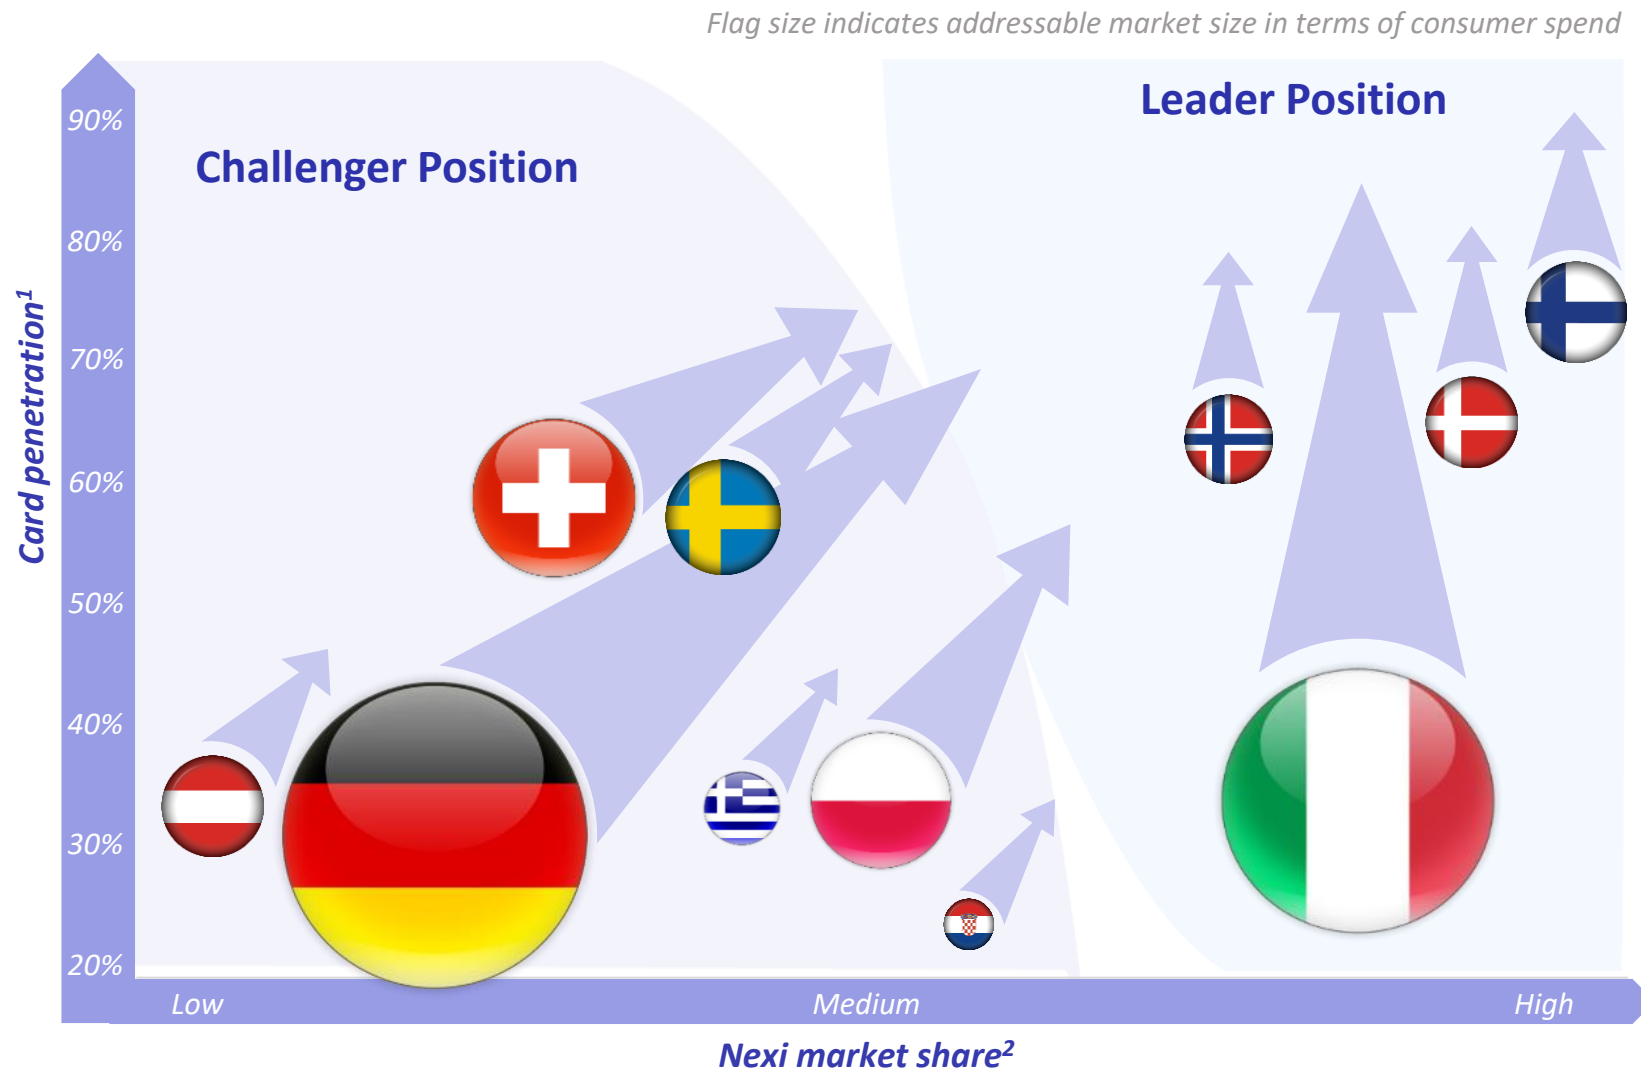 Flag size indicates addressable market size in terms of consumer spend
Leader Position
Challenger Position
90%
80%
70%
60%
50%
40%
30%
20%
Card penetration¹
Low
Medium
High
Nexi market share²